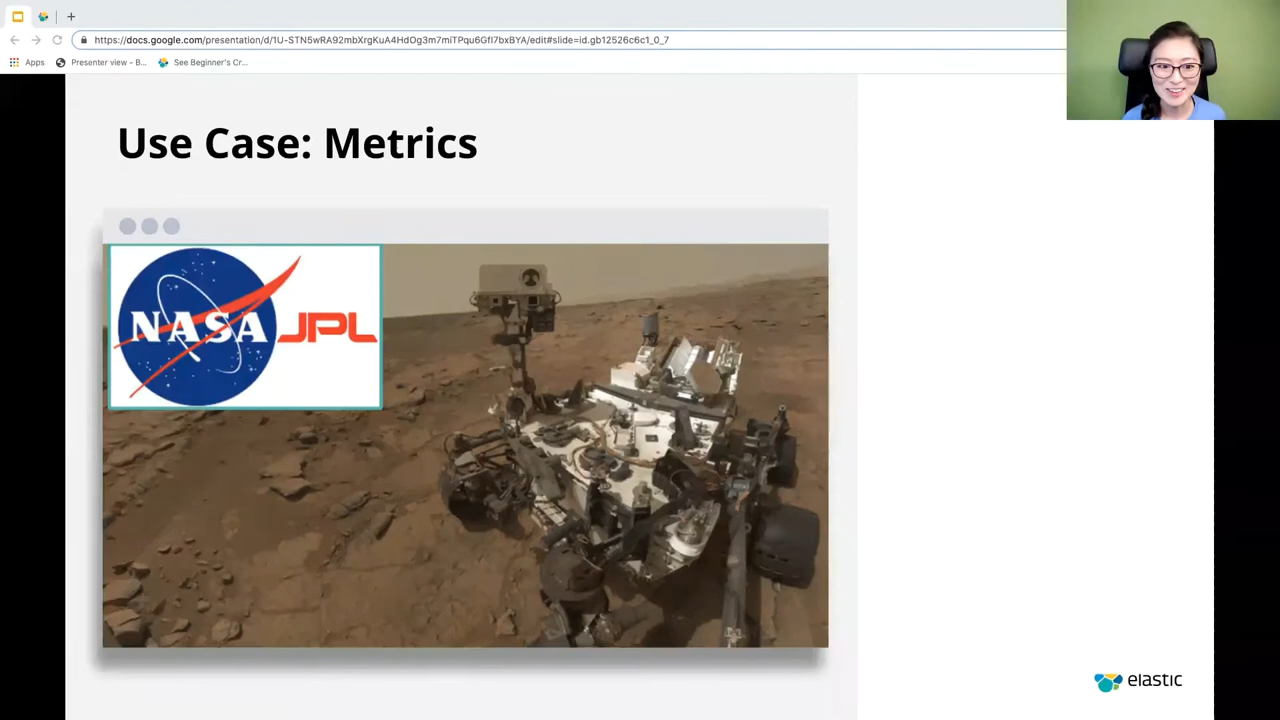 https://docs.google.com/presentation/d/1U-STN5wRA92mbXrgKuA4HdOg3m7miTPqu6GfI7bxBYA/edit#slide=id.gb12526c6c1_0_7
Apps Presenter view - B... See Beginner's Cr...
Use Case: Metrics
NASA JPL
elastic